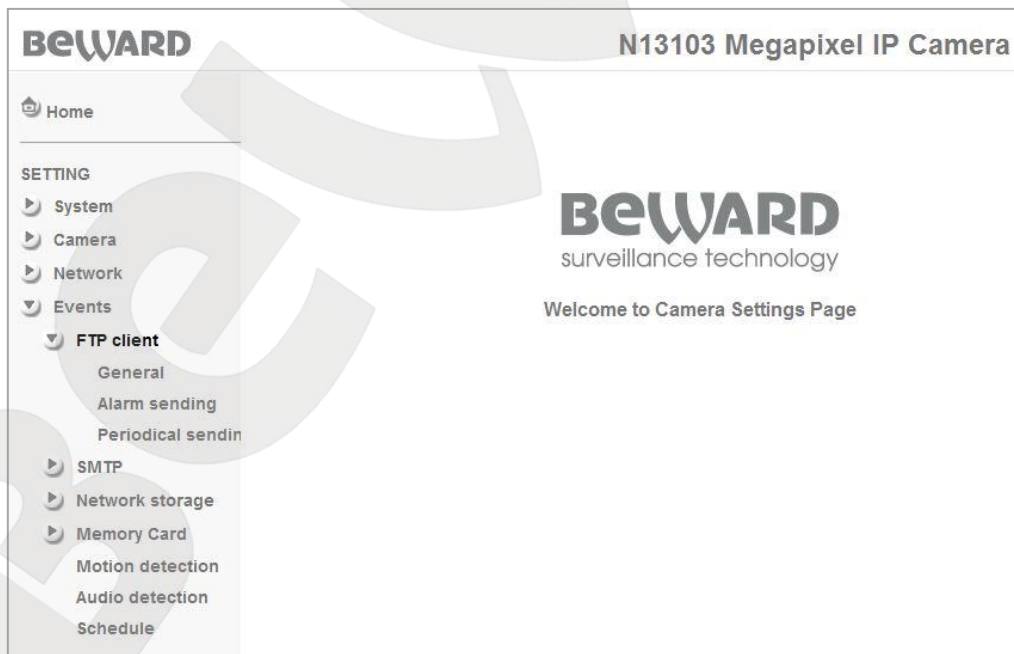 BEWARD
N13103 Megapixel IP Camera
Home
SETTING
System
Camera
Network
Events
FTP client
General
Alarm sending
Periodical sendin
SMTP
Network storage
Memory Card
Motion detection
Audio detection
Schedule
BEWARD
surveillance technology
Welcome to Camera Settings Page